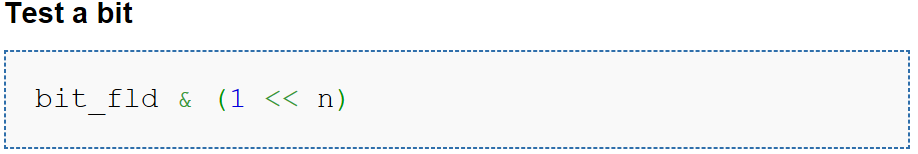 Test a bit
bit_fld & (1 << n)